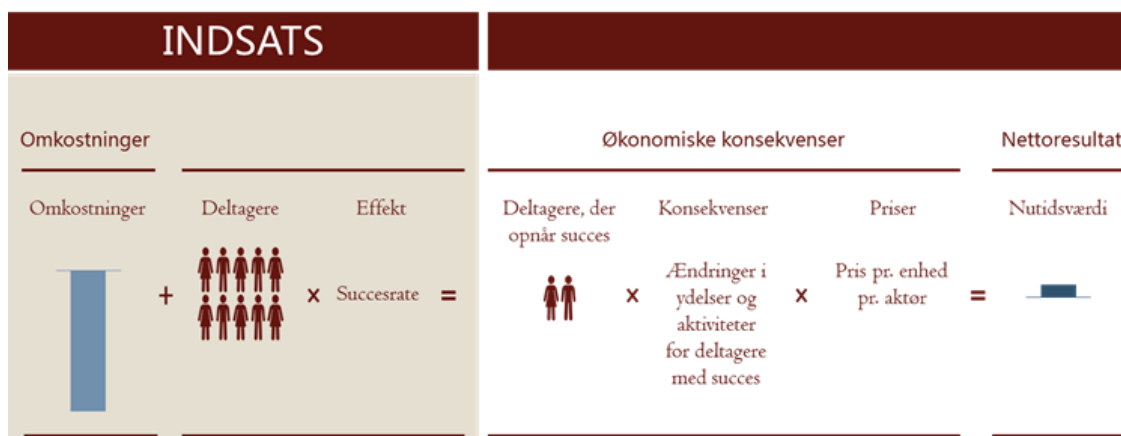 INDSATS
Omkostninger
Økonomiske konsekvenser
Nettoresultat
Omkostninger
Deltagere
Effekt
Deltagere, der
opnår succes
Konsekvenser
Priser
Nutidsværdi
+
x
Succesrate
=
x
Ændringer i
ydelser og
aktiviteter
for deltagere
med succes
x
Pris pr. enhed
pr. aktør
=